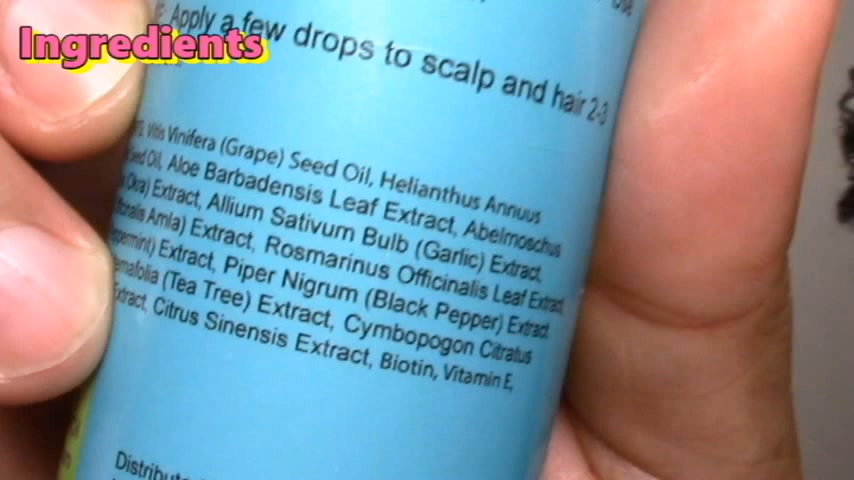 Ingredients
Apply a few drops to scalp and hair 2-3
Vitis Vinifera (Grape) Seed Oil, Helianthus Annuus
Seed Oil, Aloe Barbadensis Leaf Extract, Abelmoschus
Okra) Extract, Allium Sativum Bulb (Garlic) Extract,
Amla) Extract, Rosmarinus Officinalis Leaf Extract
Extract, Piper Nigrum (Black Pepper) Extract
(Tea Tree) Extract, Cymbopogon Citratus
Extract, Citrus Sinensis Extract, Biotin, Vitamin E,